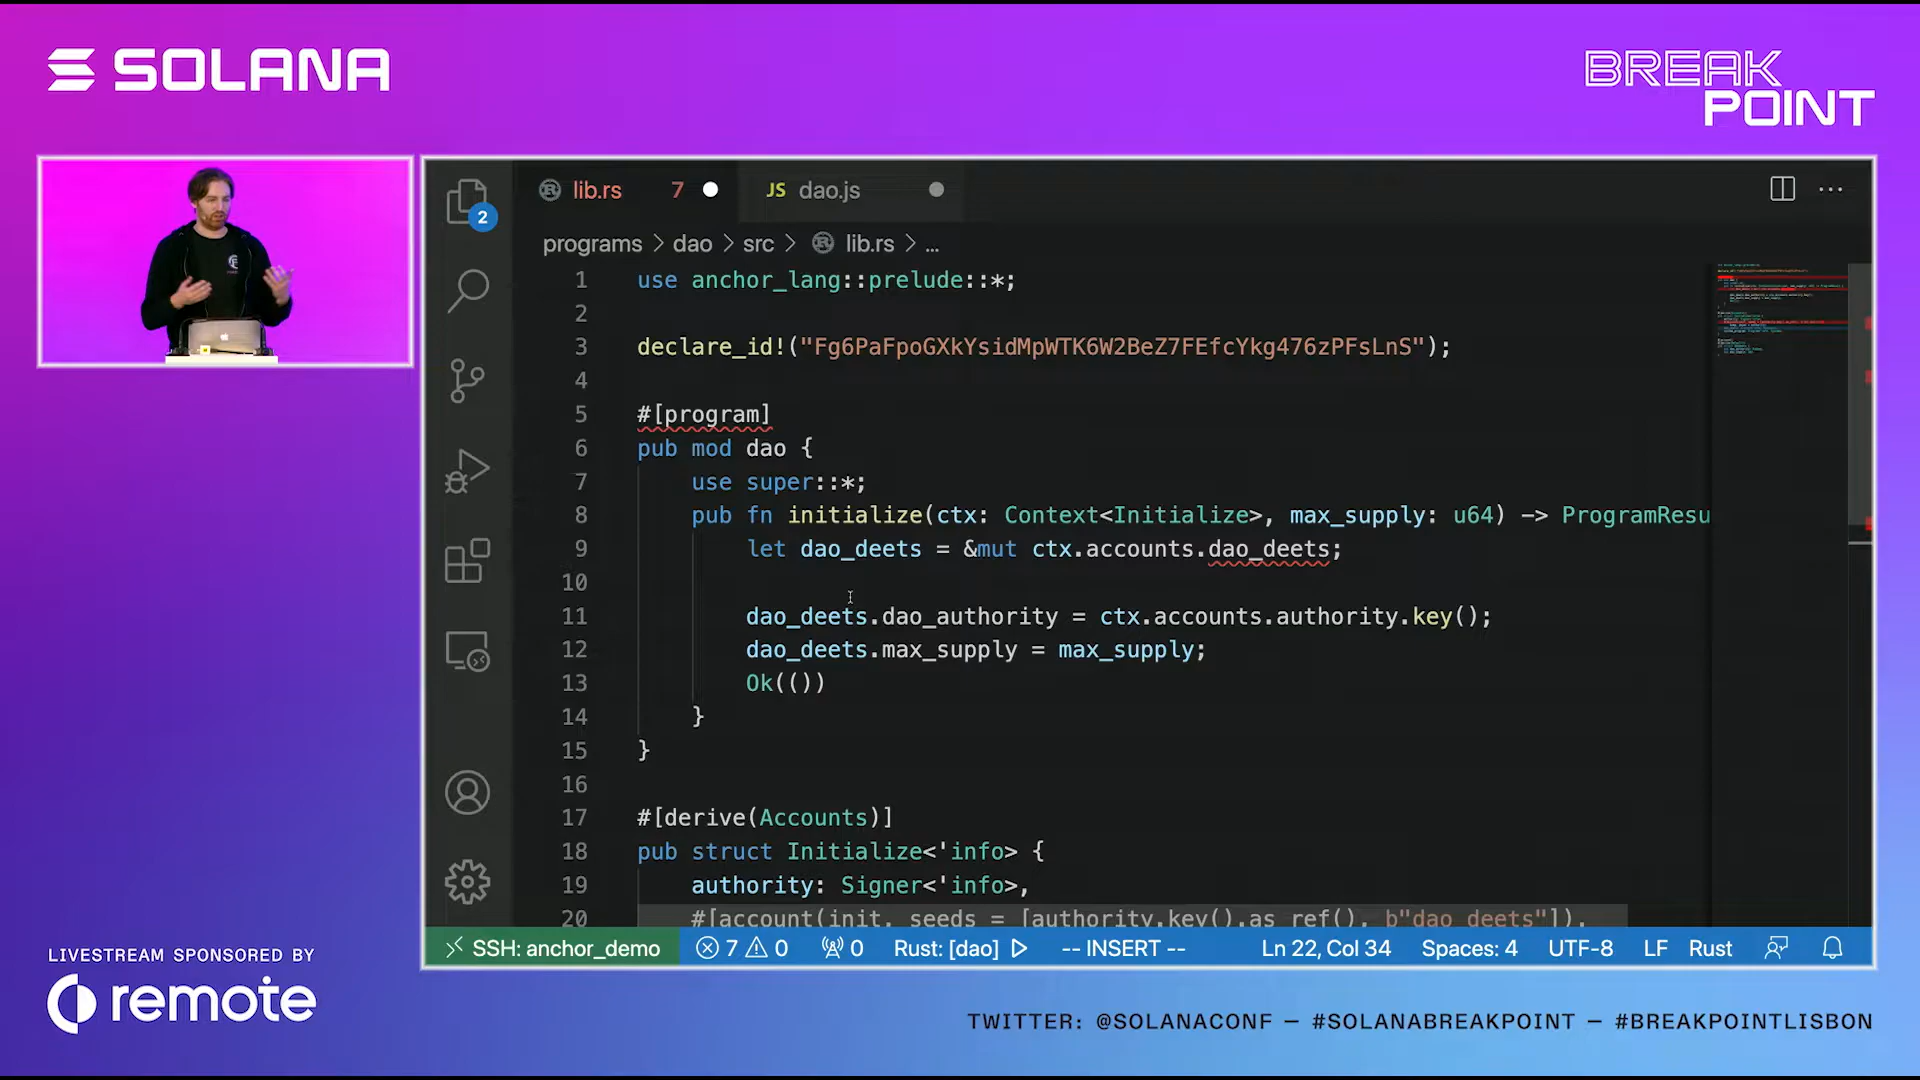 SOLANA
BREAK
POINT
2
lib.rs 7
JS dao.js
programs > dao > src > lib.rs > ...
1 use anchor_lang::prelude::*;
2
3 declare_id!("Fg6PaFpoGXkYsidMpWTK6W2BeZ7FEfcYkg476zPFsLnS");
4
5 #[program]
6 pub mod dao {
7 use super::*;
8 pub fn initialize(ctx: Context<Initialize>, max_supply: u64) -> ProgramResu
9 let dao_deets = &mut ctx.accounts.dao_deets;
10
11 dao_deets.dao_authority = ctx.accounts.authority.key();
12 dao_deets.max_supply = max_supply;
13 Ok(())
14 }
15 }
16
17 #[derive(Accounts)]
18 pub struct Initialize<'info> {
19 authority: Signer<'info>,
20 #[account(init, seeds = [authority.key().as_ref(), b"dao_deets"]),
SSH: anchor_demo 7 0 0 Rust: [dao] -- INSERT -- Ln 22, Col 34 Spaces: 4 UTF-8 LF Rust
LIVESTREAM SPONSORED BY
remote
TWITTER: @SOLANACONF – #SOLANABREAKPOINT – #BREAKPOINTLISBON